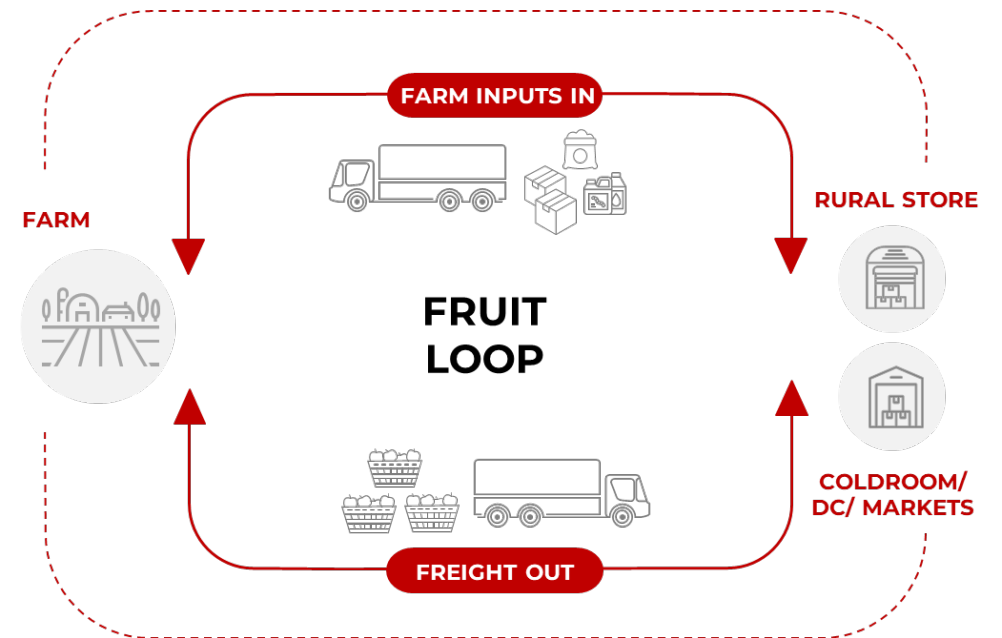 FARM INPUTS IN
RURAL STORE
FARM
FRUIT
LOOP
COLDROOM/
DC/ MARKETS
FREIGHT OUT